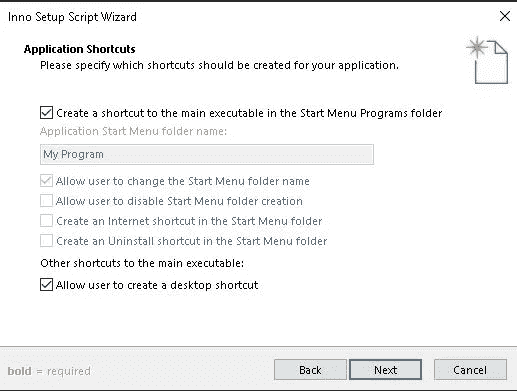 Inno Setup Script Wizard
Application Shortcuts
Please specify which shortcuts should be created for your application.
Create a shortcut to the main executable in the Start Menu Programs folder
Application Start Menu folder name:
My Program
Allow user to change the Start Menu folder name
Allow user to disable Start Menu folder creation
Create an Internet shortcut in the Start Menu folder
Create an Uninstall shortcut in the Start Menu folder
Other shortcuts to the main executable:
Allow user to create a desktop shortcut
bold = required
Back Next Cancel